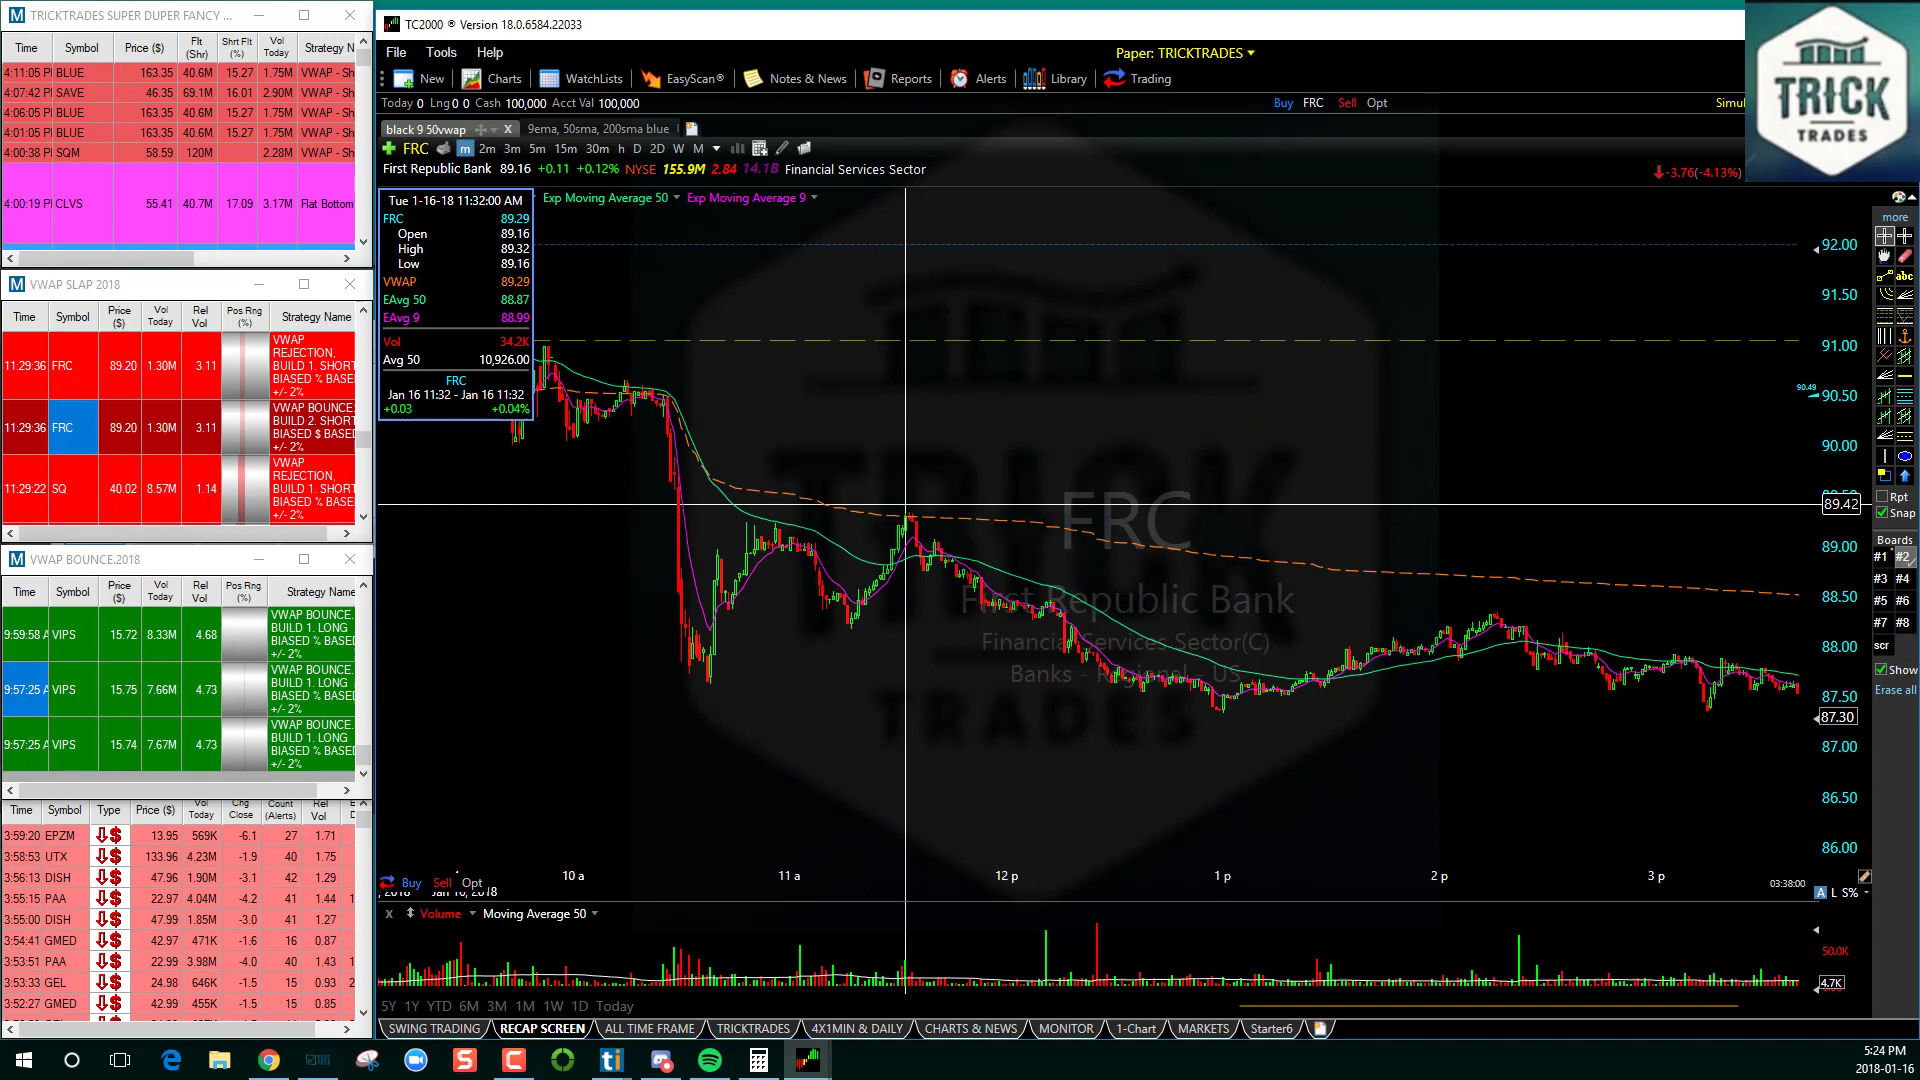 TRICKTRADES SUPER DUPER FANCY ...
Time Symbol Price ($) Flt (Shr) Shrt Flt (%) Vol Today Strategy N
4:11:05 P BLUE 163.35 40.6M 15.27 1.75M VWAP - Sh
4:07:42 P SAVE 46.35 69.1M 16.01 2.90M VWAP - Sh
4:06:05 P BLUE 163.35 40.6M 15.27 1.75M VWAP - Sh
4:01:05 P BLUE 163.35 40.6M 15.27 1.75M VWAP - Sh
4:00:38 P SQM 58.59 120M 2.28M VWAP - Sh
4:00:19 P CLVS 55.41 40.7M 17.09 3.17M Flat Bottom
VWAP SLAP 2018
Time Symbol Price ($) Vol Today Rel Vol Pos Rng (%) Strategy Name
11:29:36 FRC 89.20 1.30M 3.11 VWAP REJECTION, BUILD 1. SHORT BIASED % BASE +/- 2%
11:29:36 FRC 89.20 1.30M 3.11 VWAP BOUNCE. BUILD 2. SHORT BIASED $ BASE +/- 2%
11:29:22 SQ 40.02 8.57M 1.14 VWAP REJECTION, BUILD 1. SHORT BIASED % BASE +/- 2%
VWAP BOUNCE.2018
Time Symbol Price ($) Vol Today Rel Vol Pos Rng (%) Strategy Name
9:59:58 A VIPS 15.72 8.33M 4.68 VWAP BOUNCE. BUILD 1. LONG BIASED % BASE +/- 2%
9:57:25 A VIPS 15.75 7.66M 4.73 VWAP BOUNCE. BUILD 1. LONG BIASED % BASE +/- 2%
9:57:25 A VIPS 15.74 7.67M 4.73 VWAP BOUNCE. BUILD 1. LONG BIASED % BASE +/- 2%
Time Symbol Type Price ($) Vol Today Chg Close Count (Alerts) Rel Vol
3:59:20 EPZM 13.95 569K -6.1 27 1.71
3:58:53 UTX 133.96 4.23M -1.9 40 1.75
3:56:13 DISH 47.96 1.90M -3.1 42 1.29
3:55:15 PAA 22.97 4.04M -4.2 41 1.44
3:55:00 DISH 47.99 1.85M -3.0 41 1.27
3:54:41 GMED 42.97 471K -1.6 16 0.87
3:53:51 PAA 22.99 3.98M -4.0 40 1.43
3:53:33 GEL 24.98 646K -1.5 15 0.93
3:52:27 GMED 42.99 455K -1.5 15 0.85
TC2000 ® Version 18.0.6584.22033
File Tools Help
Paper: TRICKTRADES
New Charts WatchLists EasyScan® Notes & News Reports Alerts Library Trading
Today 0 Lng 0 0 Cash 100,000 Acct Val 100,000
Buy FRC Sell Opt
Simul
TRICK
TRADES
black 9 50vwap X 9ema, 50sma, 200sma blue
FRC m 2m 3m 5m 15m 30m h D 2D W M
First Republic Bank 89.16 +0.11 +0.12% NYSE 155.9M 2.84 14.1B Financial Services Sector
-3.76(-4.13%)
Exp Moving Average 50 Exp Moving Average 9
Tue 1-16-18 11:32:00 AM
FRC 89.29
Open 89.16
High 89.32
Low 89.16
VWAP 89.29
EAvg 50 88.87
EAvg 9 88.99
Vol 34.2K
Avg 50 10,926.00
FRC
Jan 16 11:32 - Jan 16 11:32
+0.03 +0.04%
TRICK
TRADES
FRC
First Republic Bank
Financial Services Sector(C)
Banks - Regional - US
92.00
91.50
91.00
90.49
90.50
90.00
89.42
89.00
88.50
88.00
87.50
87.30
87.00
86.50
86.00
more
abc
Rpt
Snap
Boards
#1 #2
#3 #4
#5 #6
#7 #8
scr
Show
Erase all
10 a 11 a 12 p 1 p 2 p 3 p
03:38:00
Buy Sell Opt
A L S%
x Volume Moving Average 50
50.0K
4.7K
5Y 1Y YTD 6M 3M 1M 1W 1D Today
SWING TRADING RECAP SCREEN ALL TIME FRAME TRICKTRADES 4X1MIN & DAILY CHARTS & NEWS MONITOR 1-Chart MARKETS Starter6
5:24 PM
2018-01-16